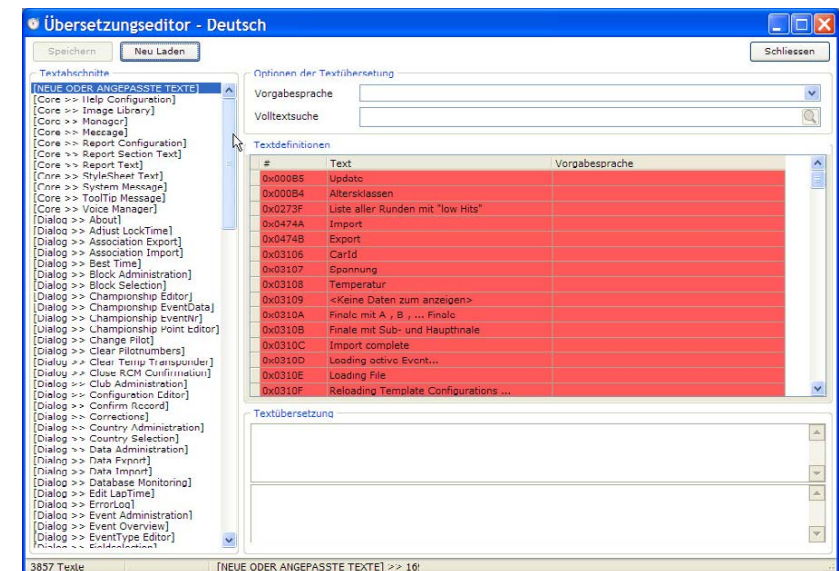 Übersetzungseditor - Deutsch
Speichern
Neu Laden
Schliessen
Textabschnitte
[NEUE ODER ANGEPASSTE TEXTE]
[Core >> Help Configuration]
[Core >> Image Library]
[Core >> Manager]
[Core >> Message]
[Core >> Report Configuration]
[Core >> Report Section Text]
[Core >> Report Text]
[Core >> StyleSheet Text]
[Core >> System Message]
[Core >> ToolTip Message]
[Core >> Voice Manager]
[Dialog >> About]
[Dialog >> Adjust LockTime]
[Dialog >> Association Export]
[Dialog >> Association Import]
[Dialog >> Best Time]
[Dialog >> Block Administration]
[Dialog >> Block Selection]
[Dialog >> Championship Editor]
[Dialog >> Championship EventData]
[Dialog >> Championship EventNr]
[Dialog >> Championship Point Editor]
[Dialog >> Change Pilot]
[Dialog >> Clear Pilotnumbers]
[Dialog >> Clear Temp Transponder]
[Dialog >> Close RCM Confirmation]
[Dialog >> Club Administration]
[Dialog >> Configuration Editor]
[Dialog >> Confirm Record]
[Dialog >> Corrections]
[Dialog >> Country Administration]
[Dialog >> Country Selection]
[Dialog >> Data Administration]
[Dialog >> Data Export]
[Dialog >> Data Import]
[Dialog >> Database Monitoring]
[Dialog >> Edit LapTime]
[Dialog >> ErrorLog]
[Dialog >> Event Administration]
[Dialog >> Event Overview]
[Dialog >> EventType Editor]
[Dialog >> Fieldselection]
Optionen der Textübersetung
Vorgabesprache
Volltextsuche
Textdefinitionen
# Text Vorgabesprache
0x000B5 Update
0x000B4 Altersklassen
0x0273F Liste aller Runden mit "low Hits"
0x0474A Import
0x0474B Export
0x03106 CarId
0x03107 Spannung
0x03108 Temperatur
0x03109 <Keine Daten zum anzeigen>
0x0310A Finale mit A , B , ... Finale
0x0310B Finale mit Sub- und Hauptfinale
0x0310C Import complete
0x0310D Loading active Event...
0x0310E Loading File
0x0310F Reloading Template Configurations ...
Textübersetzung
3857 Texte
[NEUE ODER ANGEPASSTE TEXTE] >> 16